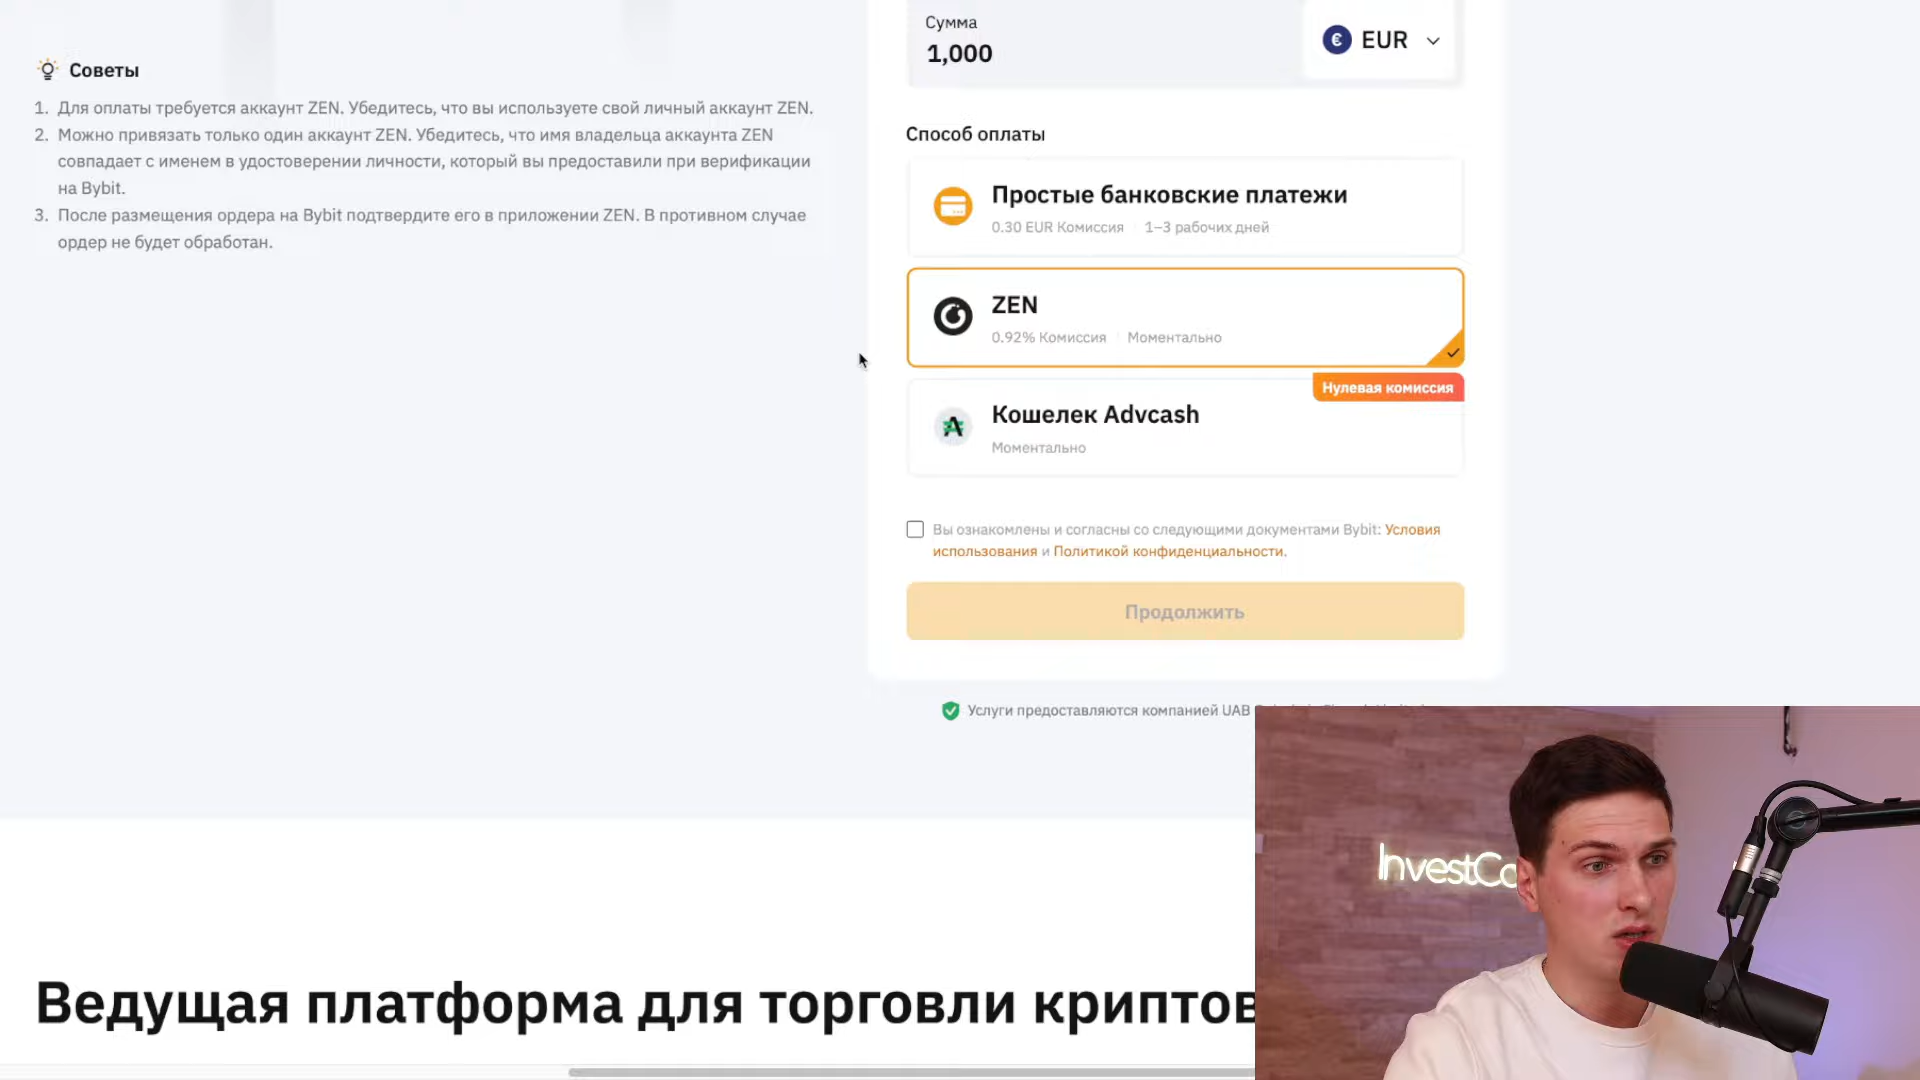 Советы
1. Для оплаты требуется аккаунт ZEN. Убедитесь, что вы используете свой личный аккаунт ZEN.
2. Можно привязать только один аккаунт ZEN. Убедитесь, что имя владельца аккаунта ZEN
совпадает с именем в удостоверении личности, который вы предоставили при верификации
на Bybit.
3. После размещения ордера на Bybit подтвердите его в приложении ZEN. В противном случае
ордер не будет обработан.
Сумма
1,000
€ EUR
Способ оплаты
Простые банковские платежи
0.30 EUR Комиссия 1–3 рабочих дней
ZEN
0.92% Комиссия Моментально
Нулевая комиссия
Кошелек Advcash
Моментально
Вы ознакомлены и согласны со следующими документами Bybit: Условия
использования и Политикой конфиденциальности.
Продолжить
Услуги предоставляются компанией UAB
Ведущая платформа для торговли криптов
InvestCo